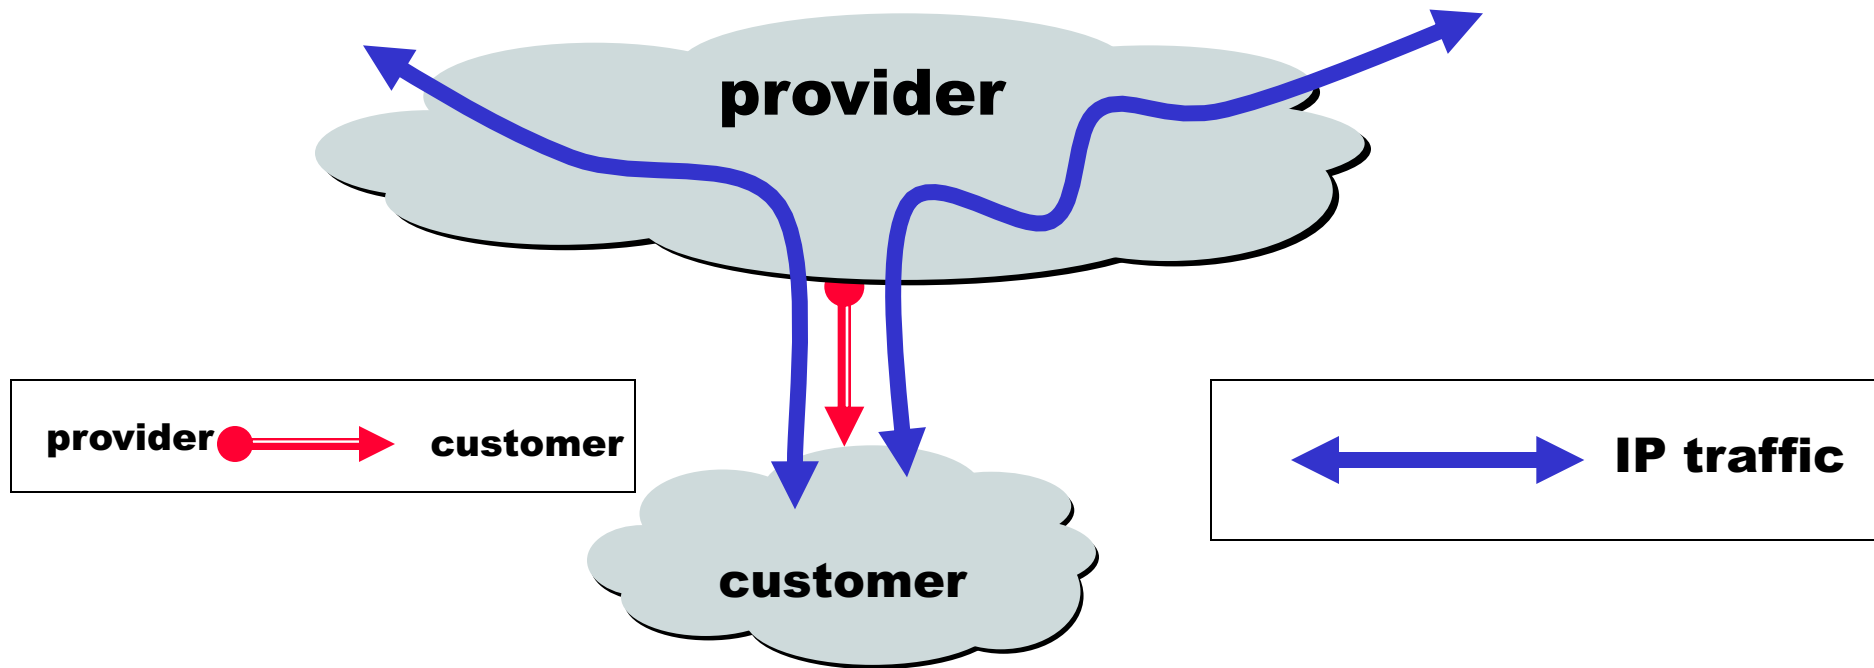 provider
provider
customer
IP traffic
customer